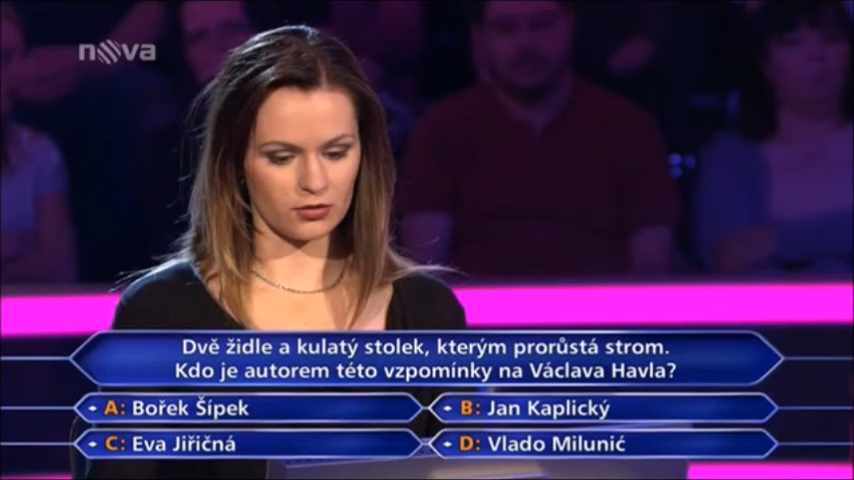 nova
Dvě židle a kulatý stolek, kterým prorůstá strom.
Kdo je autorem této vzpomínky na Václava Havla?
A: Bořek Šípek
B: Jan Kaplický
C: Eva Jiřičná
D: Vlado Milunić